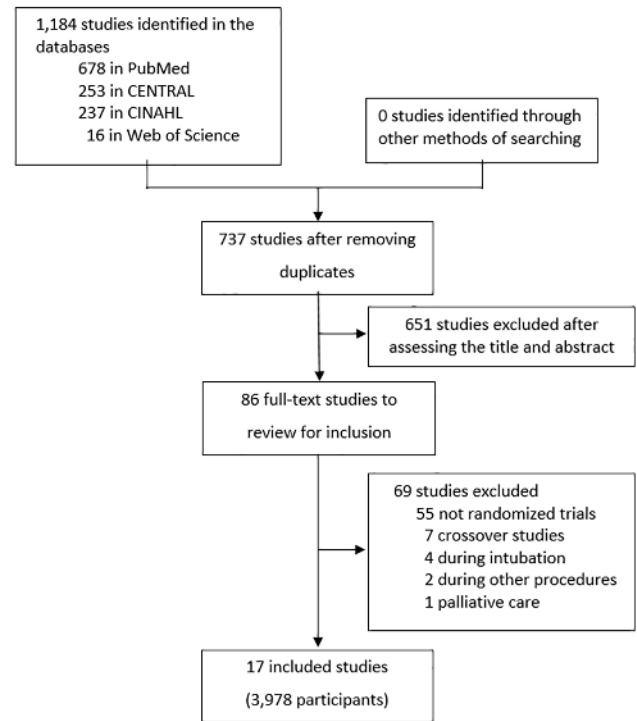 1,184 studies identified in the
databases
678 in PubMed
253 in CENTRAL
237 in CINAHL
16 in Web of Science
0 studies identified through
other methods of searching
737 studies after removing
duplicates
651 studies excluded after
assessing the title and abstract
86 full-text studies to
review for inclusion
69 studies excluded
55 not randomized trials
7 crossover studies
4 during intubation
2 during other procedures
1 palliative care
17 included studies
(3,978 participants)